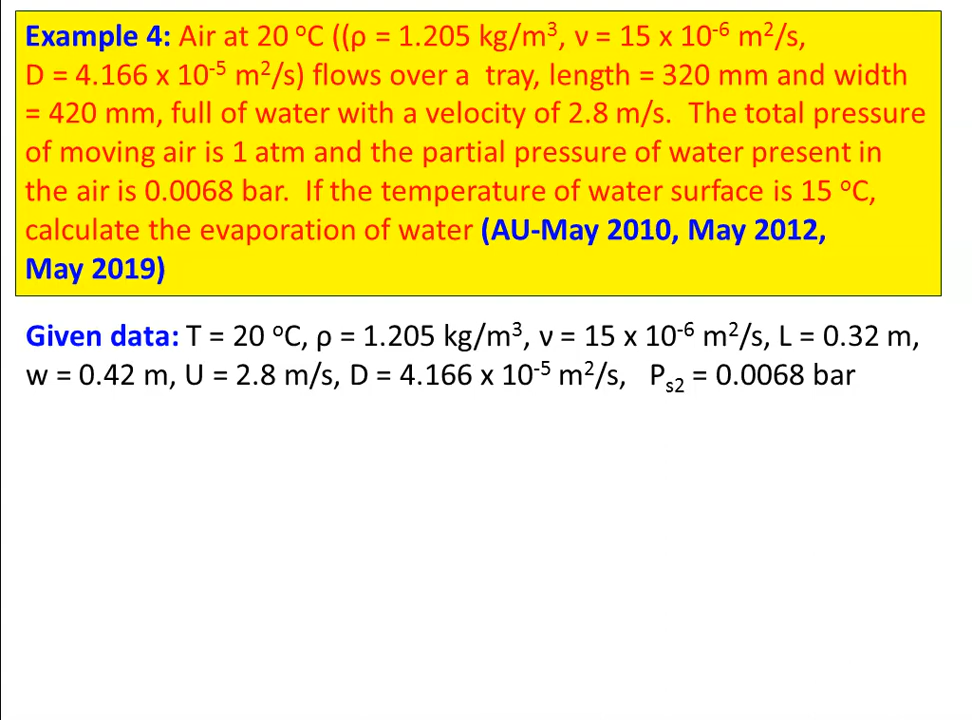 Example 4: Air at 20 ºC ((ρ = 1.205 kg/m³, ν = 15 x 10⁻⁶ m²/s,
D = 4.166 x 10⁻⁵ m²/s) flows over a tray, length = 320 mm and width
= 420 mm, full of water with a velocity of 2.8 m/s. The total pressure
of moving air is 1 atm and the partial pressure of water present in
the air is 0.0068 bar. If the temperature of water surface is 15 ºC,
calculate the evaporation of water (AU-May 2010, May 2012,
May 2019)
Given data: T = 20 ºC, ρ = 1.205 kg/m³, ν = 15 x 10⁻⁶ m²/s, L = 0.32 m,
w = 0.42 m, U = 2.8 m/s, D = 4.166 x 10⁻⁵ m²/s, Pₛ₂ = 0.0068 bar